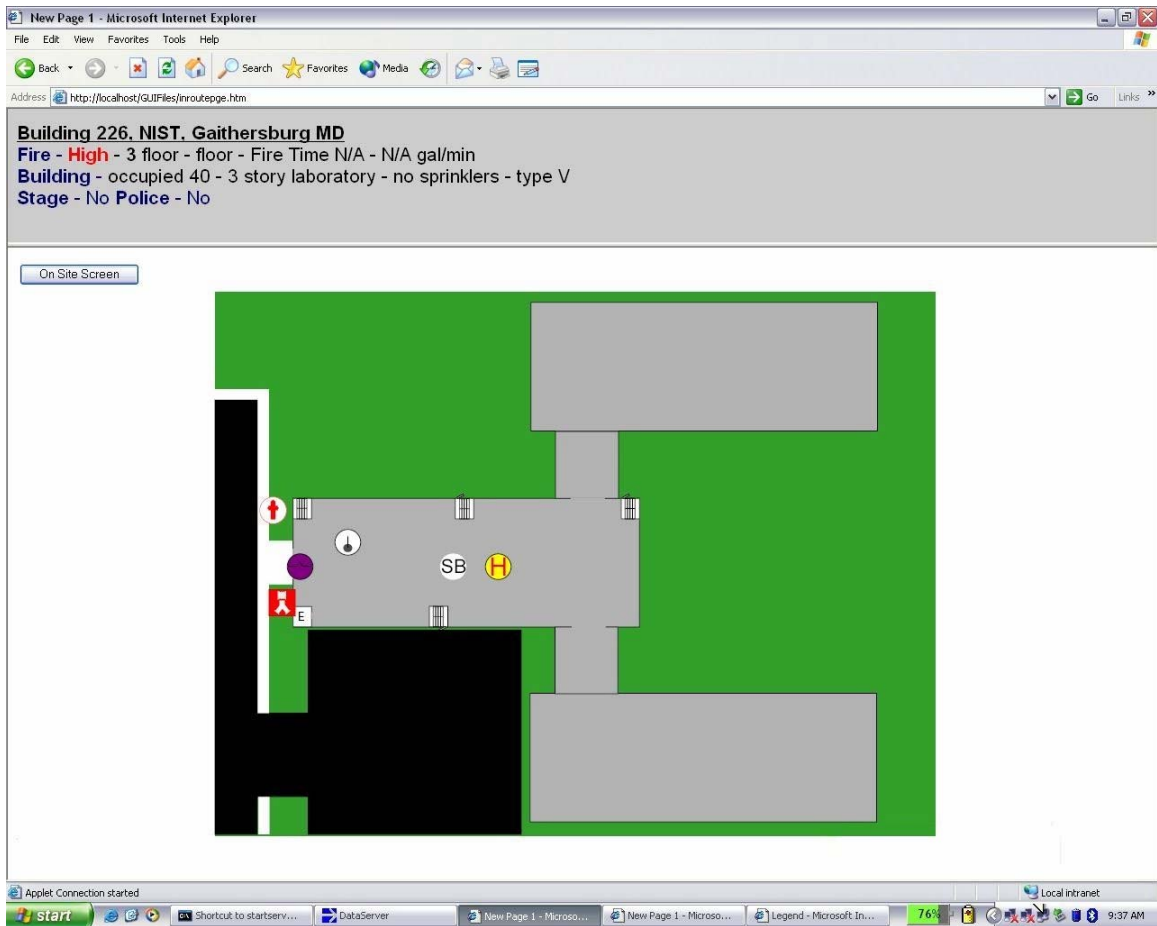 New Page 1 - Microsoft Internet Explorer
File Edit View Favorites Tools Help
Back Search Favorites Media
Address http://localhost/GUIFiles/inroutepge.htm Go Links »
Building 226, NIST, Gaithersburg MD
Fire - High - 3 floor - floor - Fire Time N/A - N/A gal/min
Building - occupied 40 - 3 story laboratory - no sprinklers - type V
Stage - No Police - No
On Site Screen
SB H
E
Applet Connection started Local intranet
start Shortcut to startserv... DataServer New Page 1 - Microso... New Page 1 - Microso... Legend - Microsoft In... 76% 9:37 AM